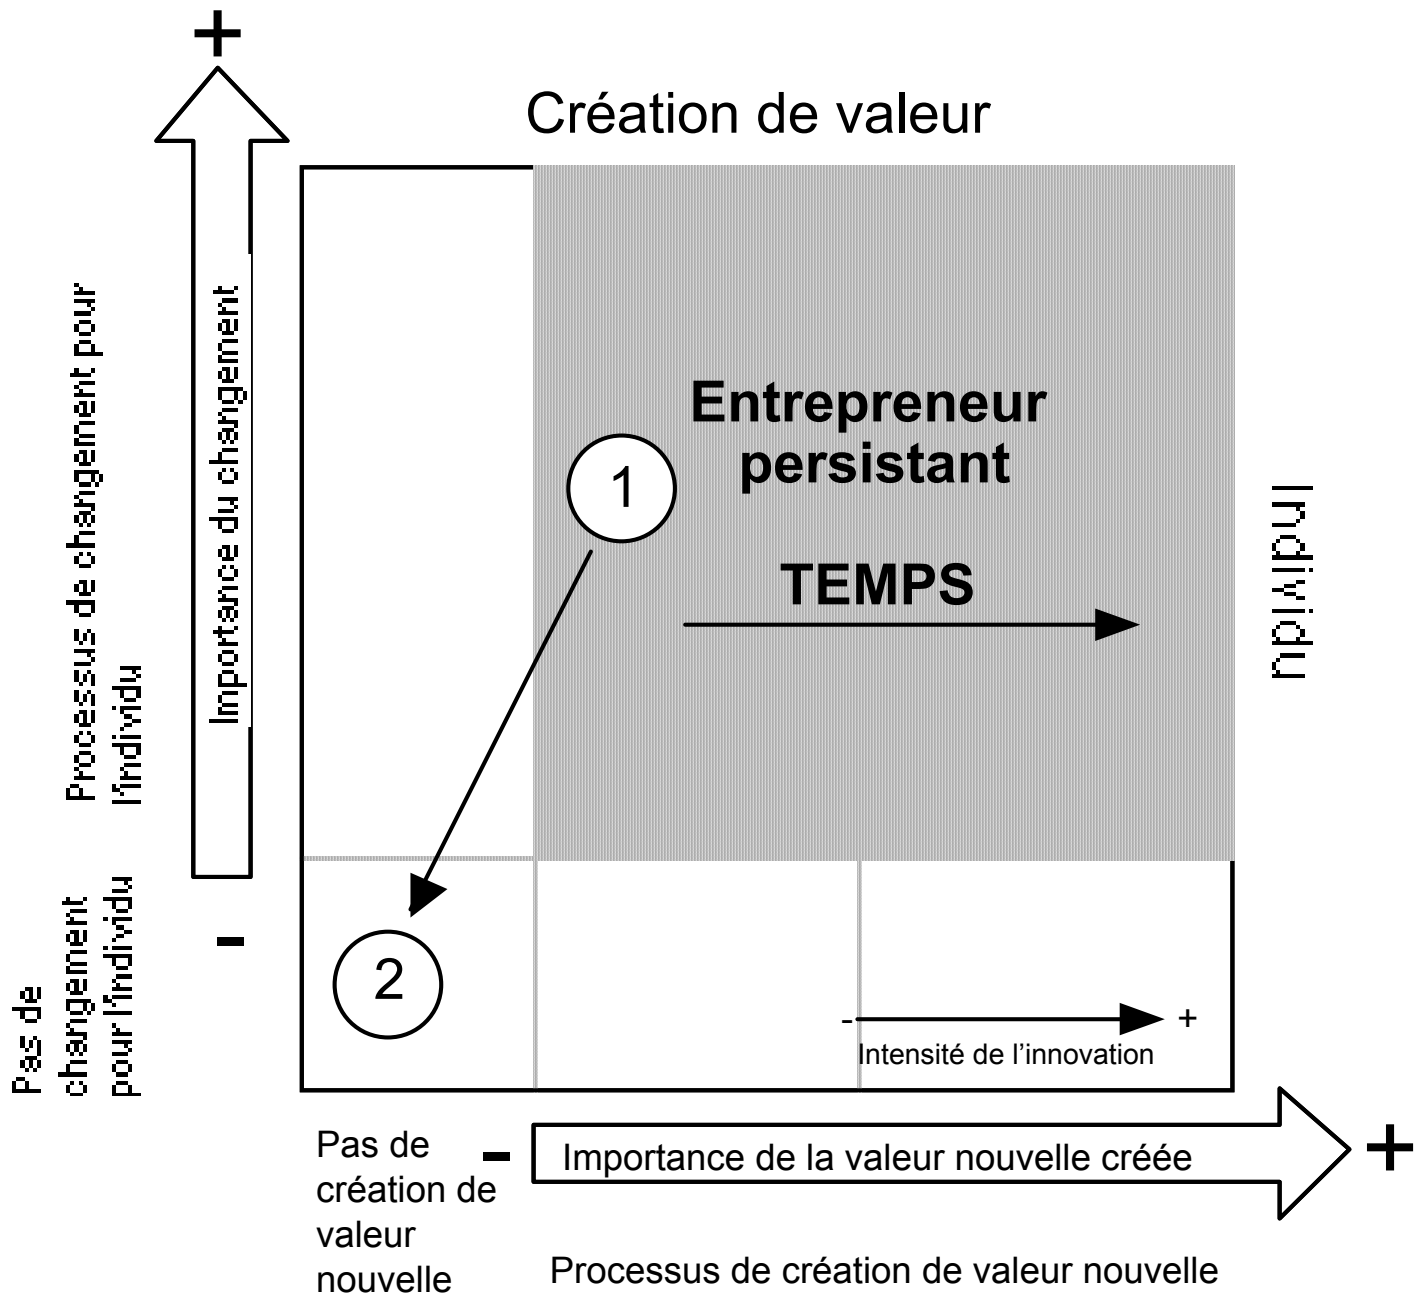 +
Création de valeur
Processus de changement pour
l'individu
Importance du changement
Entrepreneur
persistant
1
TEMPS
Individu
Pas de
changement
pour l'individu
-
2
- +
Intensité de l’innovation
Pas de
création de
valeur
nouvelle
- Importance de la valeur nouvelle créée +
Processus de création de valeur nouvelle